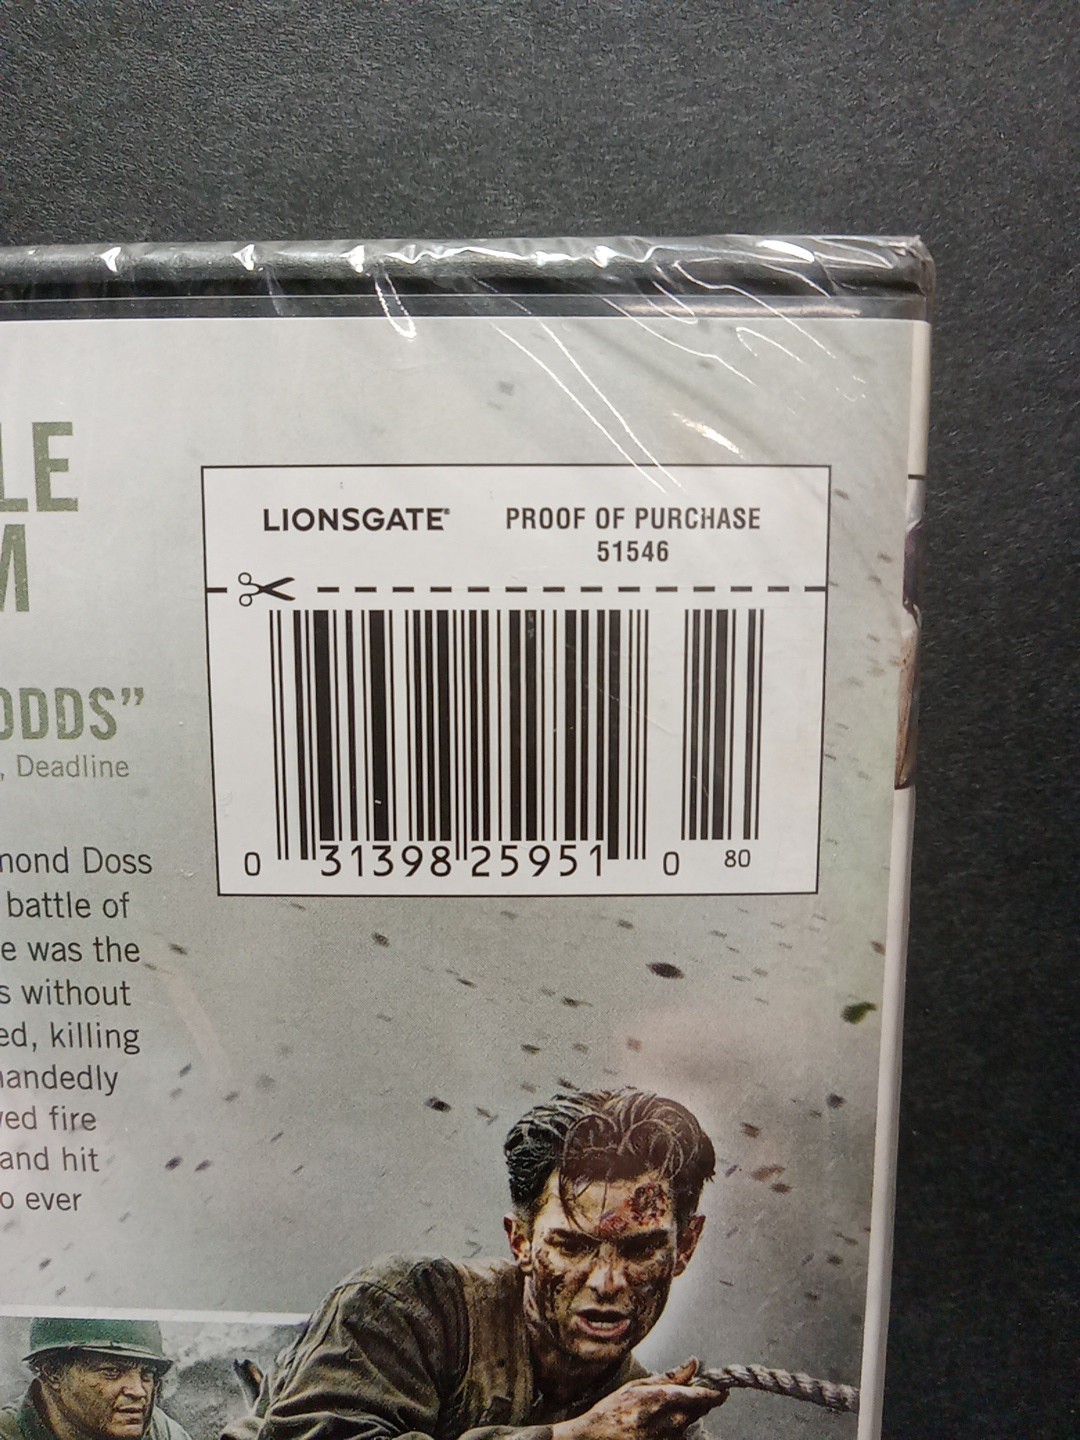 LE
M
ODDS”
, Deadline
LIONSGATE®
PROOF OF PURCHASE
51546
0 31398 25951 0 80
mond Doss
battle of
e was the
s without
ed, killing
handedly
wed fire
and hit
o ever